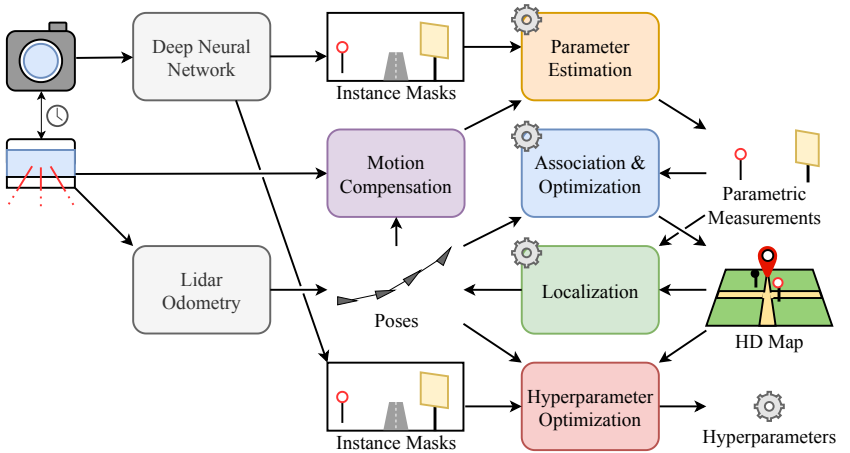 Deep Neural
Network
Instance Masks
Parameter
Estimation
Motion
Compensation
Association &
Optimization
Parametric
Measurements
Lidar
Odometry
Poses
Localization
HD Map
Instance Masks
Hyperparameter
Optimization
Hyperparameters